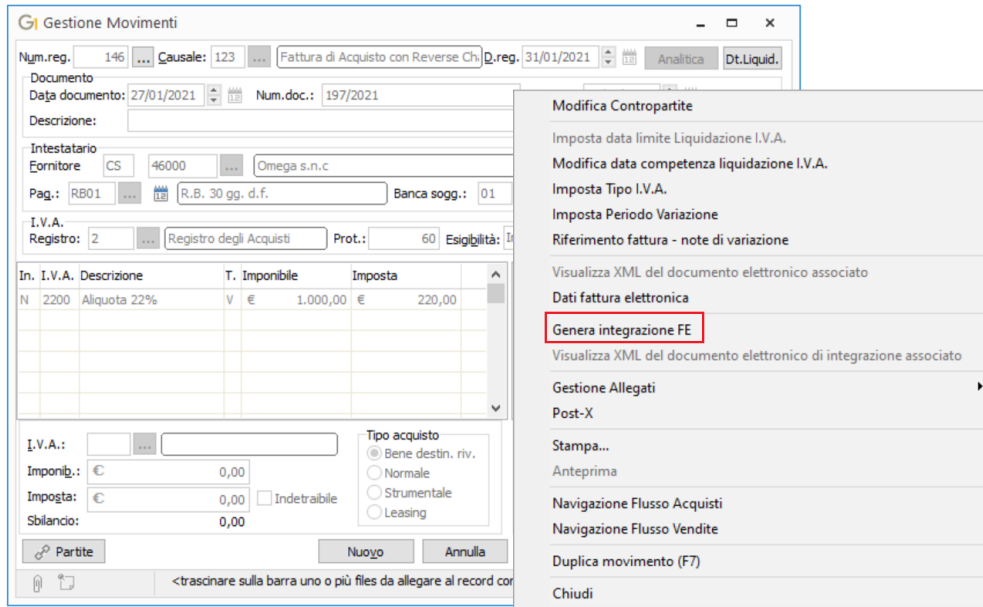 GI Gestione Movimenti
Num.reg. 146 ... Causale: 123 ... Fattura di Acquisto con Reverse Ch. D.reg. 31/01/2021 Analitica Dt.Liquid.
Documento
Data documento: 27/01/2021 Num.doc.: 197/2021
Descrizione:
Intestatario
Fornitore CS 46000 ... Omega s.n.c
Pag.: RB01 ... R.B. 30 gg. d.f. Banca sogg.: 01
I.V.A.
Registro: 2 ... Registro degli Acquisti Prot.: 60 Esigibilità:
In. I.V.A. Descrizione T. Imponibile Imposta
N 2200 Aliquota 22% V € 1.000,00 € 220,00
I.V.A.: ...
Imponib.: € 0,00
Imposta: € 0,00 Indetraibile
Sbilancio: 0,00
Tipo acquisto
Bene destin. riv.
Normale
Strumentale
Leasing
Partite Nuovo Annulla
<trascinare sulla barra uno o più files da allegare al record cor
Modifica Contropartite
Imposta data limite Liquidazione I.V.A.
Modifica data competenza liquidazione I.V.A.
Imposta Tipo I.V.A.
Imposta Periodo Variazione
Riferimento fattura - note di variazione
Visualizza XML del documento elettronico associato
Dati fattura elettronica
Genera integrazione FE
Visualizza XML del documento elettronico di integrazione associato
Gestione Allegati
Post-X
Stampa...
Anteprima
Navigazione Flusso Acquisti
Navigazione Flusso Vendite
Duplica movimento (F7)
Chiudi